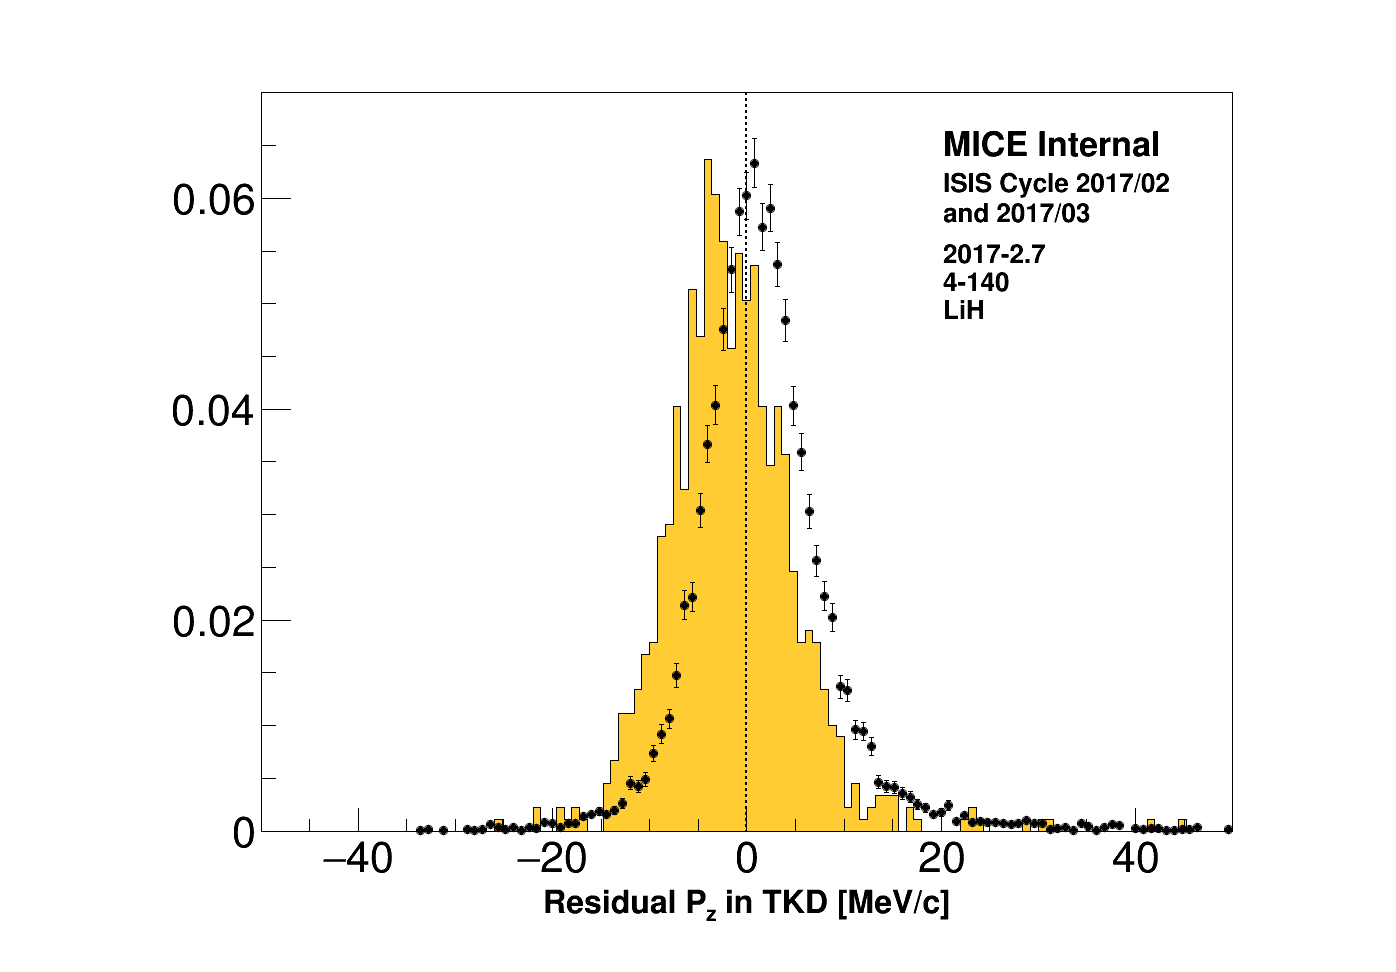 MICE Internal
ISIS Cycle 2017/02
and 2017/03
2017-2.7
4-140
LiH
0.06
0.04
0.02
0
−40 −20 0 20 40
Residual Pz in TKD [MeV/c]